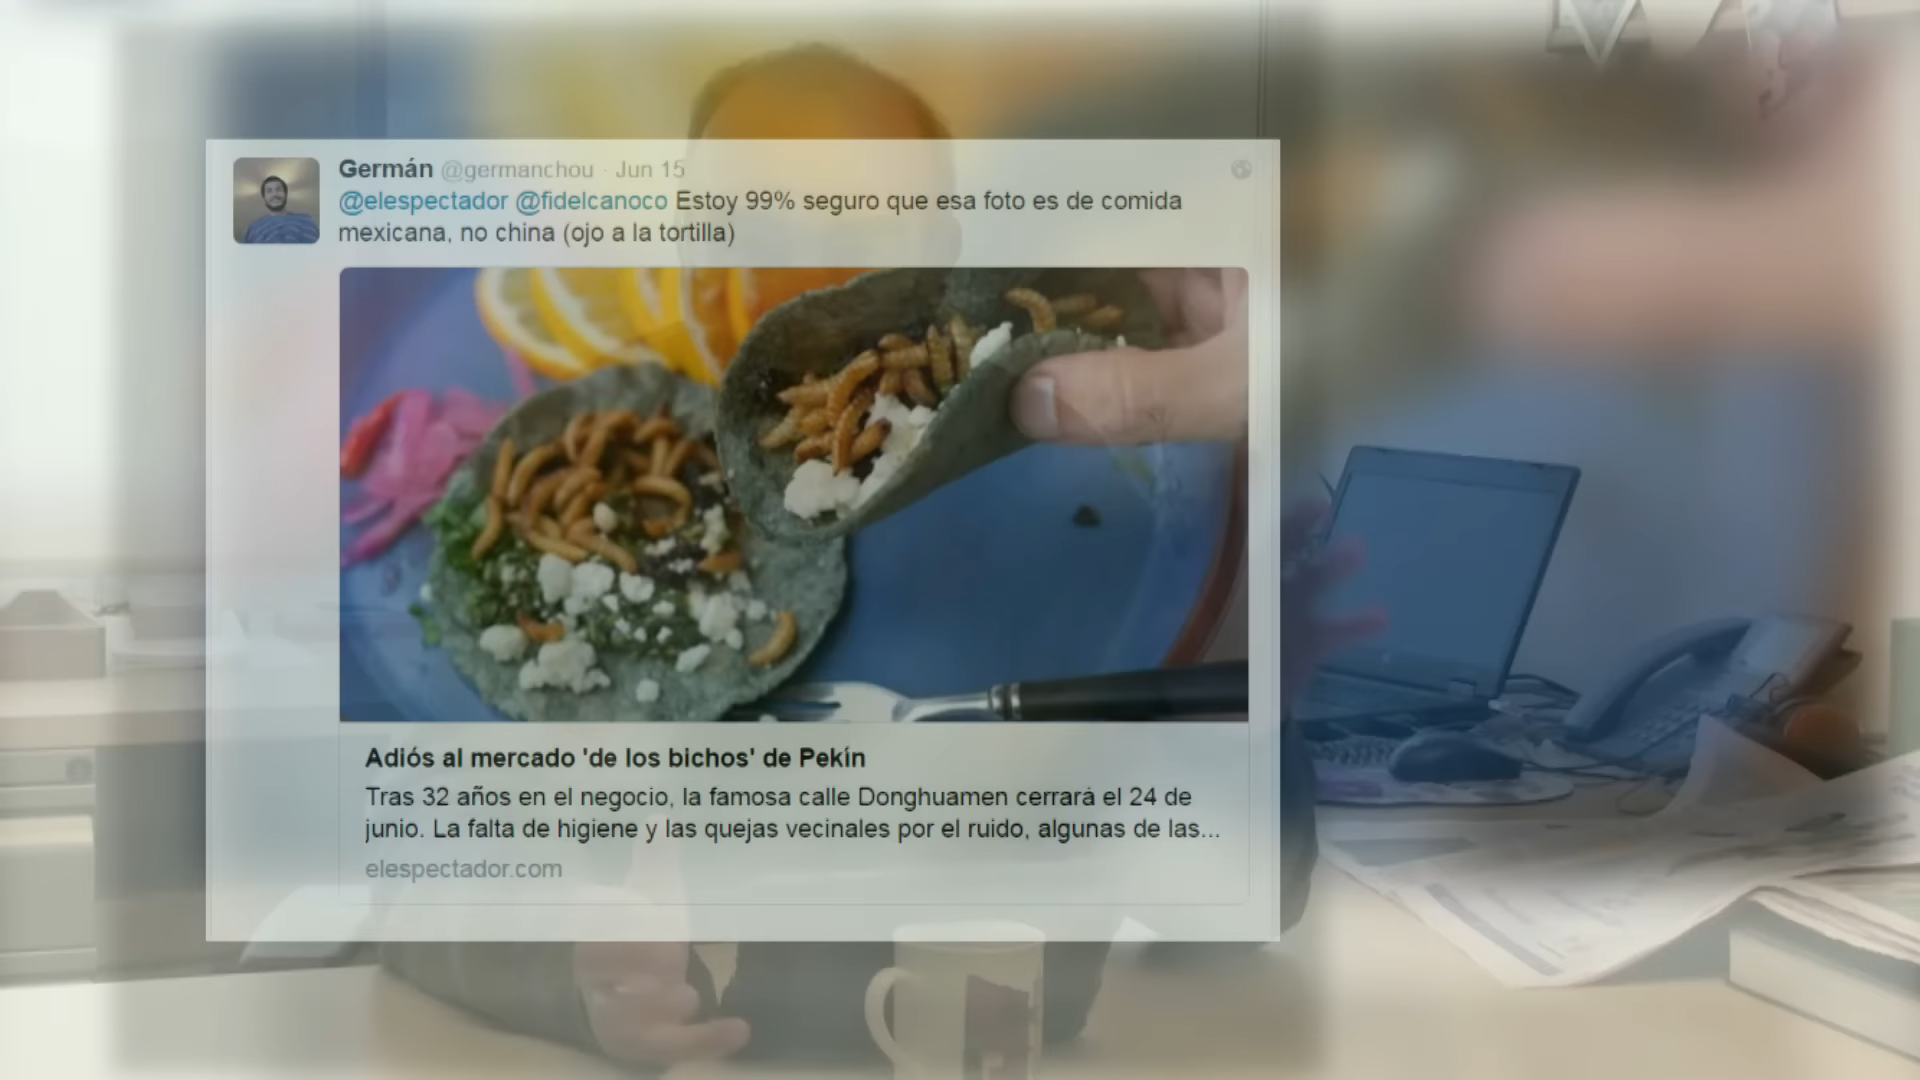 Germán @germanchou · Jun 15
@elespectador @fidelcanoco Estoy 99% seguro que esa foto es de comida
mexicana, no china (ojo a la tortilla)
Adiós al mercado 'de los bichos' de Pekín
Tras 32 años en el negocio, la famosa calle Donghuamen cerrará el 24 de
junio. La falta de higiene y las quejas vecinales por el ruido, algunas de las...
elespectador.com